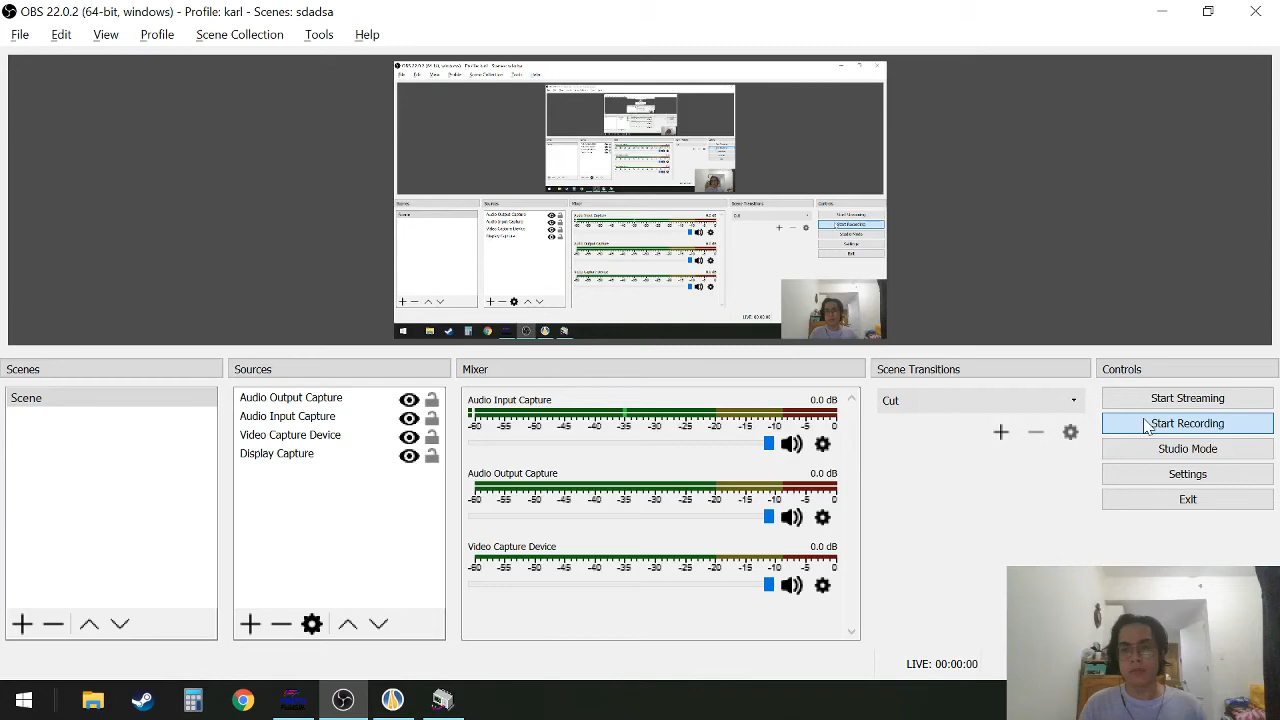 OBS 22.0.2 (64-bit, windows) - Profile: karl - Scenes: sdadsa
File Edit View Profile Scene Collection Tools Help
Scenes
Scene
Sources
Audio Output Capture
Audio Input Capture
Video Capture Device
Display Capture
Mixer
Audio Input Capture 0.0 dB
-60 -55 -50 -45 -40 -35 -30 -25 -20 -15 -10 -5 0
Audio Output Capture 0.0 dB
-60 -55 -50 -45 -40 -35 -30 -25 -20 -15 -10 -5 0
Video Capture Device 0.0 dB
-60 -55 -50 -45 -40 -35 -30 -25 -20 -15 -10 -5 0
Scene Transitions
Cut
Controls
Start Streaming
Start Recording
Studio Mode
Settings
Exit
LIVE: 00:00:00